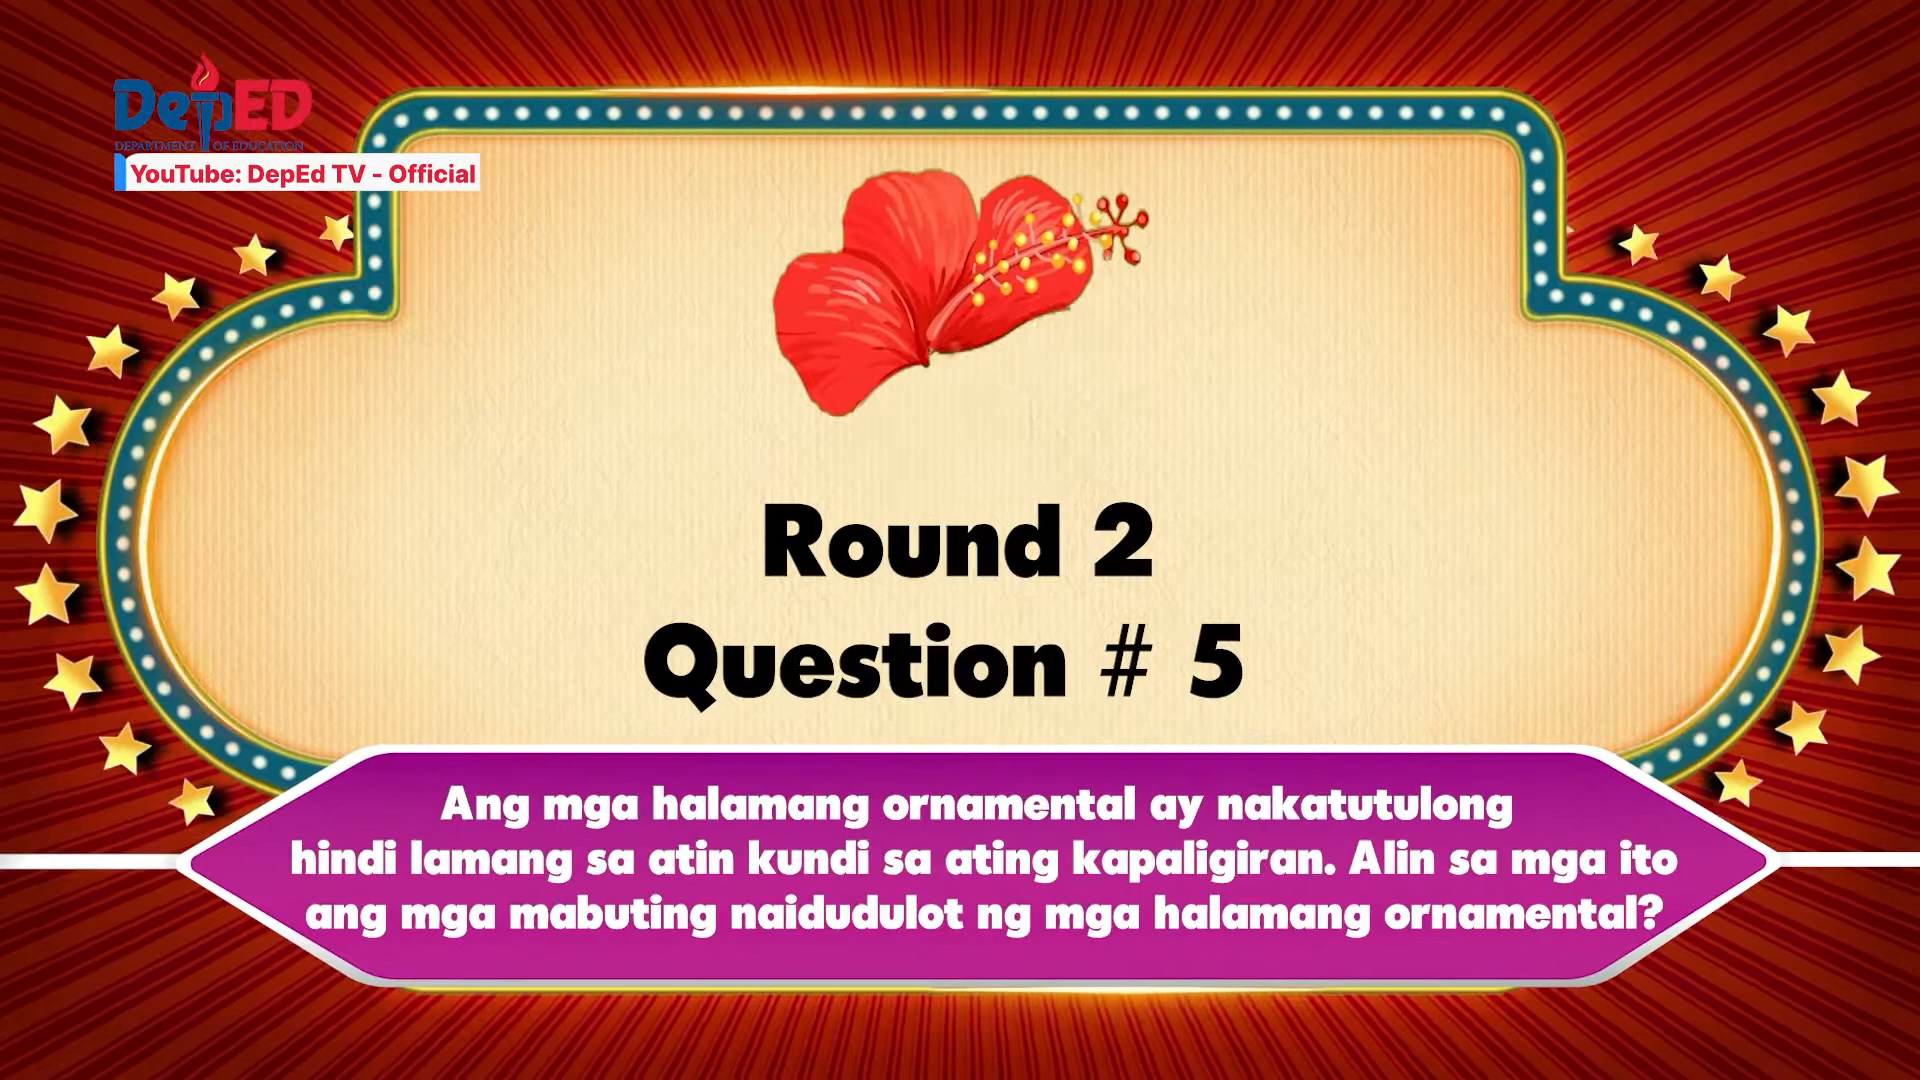 DepED
DEPARTMENT OF EDUCATION
YouTube: DepEd TV - Official
Round 2
Question # 5
Ang mga halamang ornamental ay nakatutulong
hindi lamang sa atin kundi sa ating kapaligiran. Alin sa mga ito
ang mga mabuting naidudulot ng mga halamang ornamental?